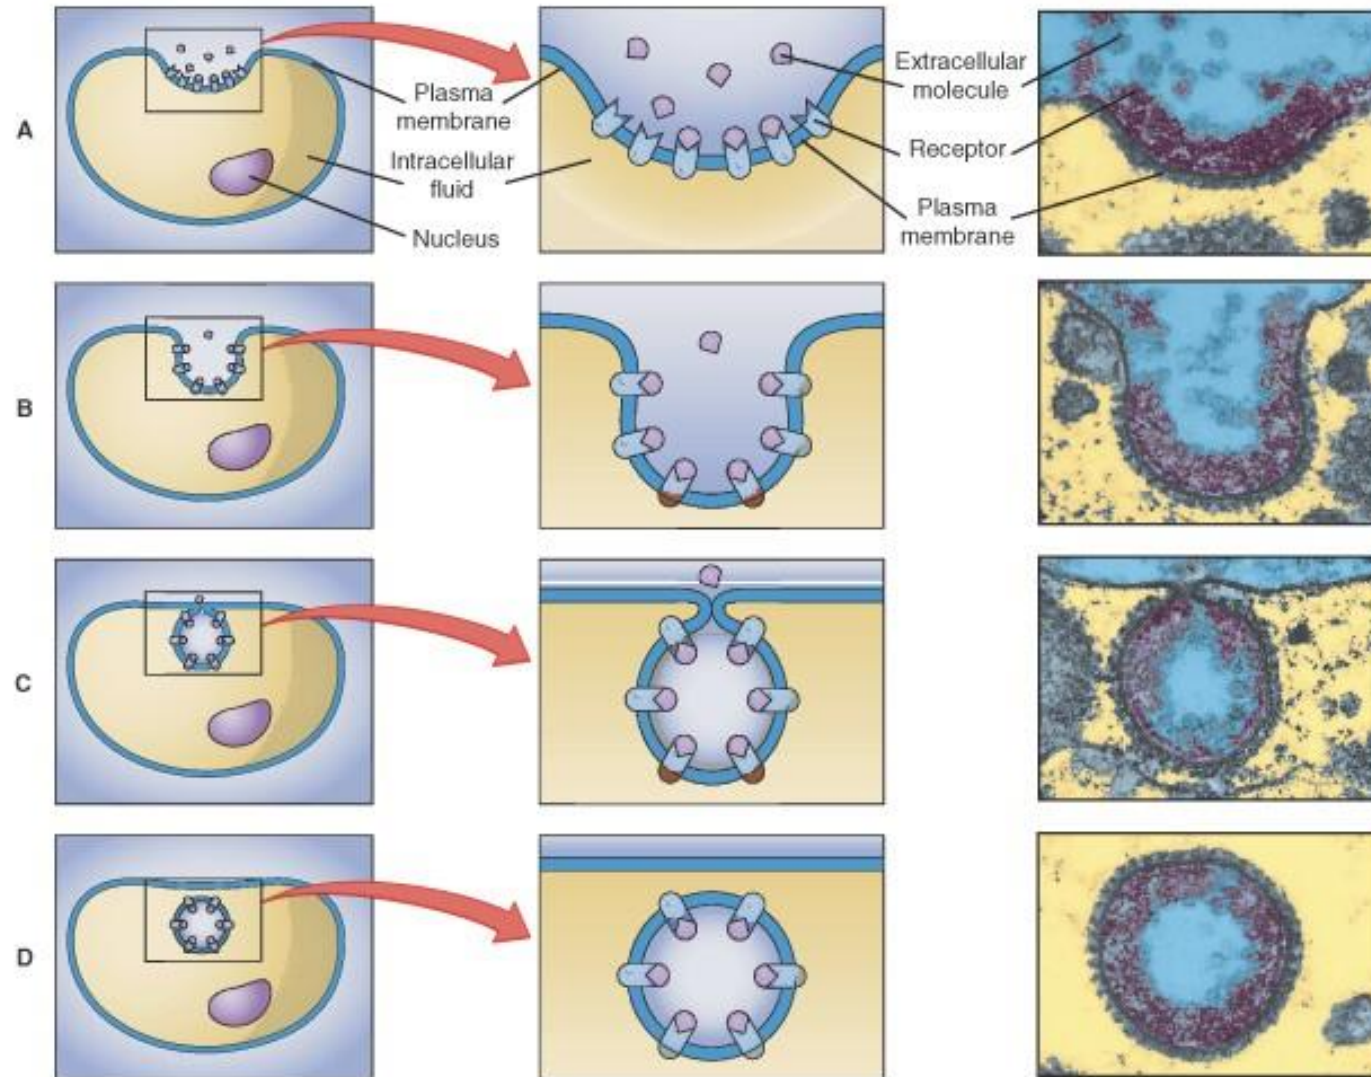 A
Plasma
membrane
Intracellular
fluid
Nucleus
Extracellular
molecule
Receptor
Plasma
membrane
B
C
D